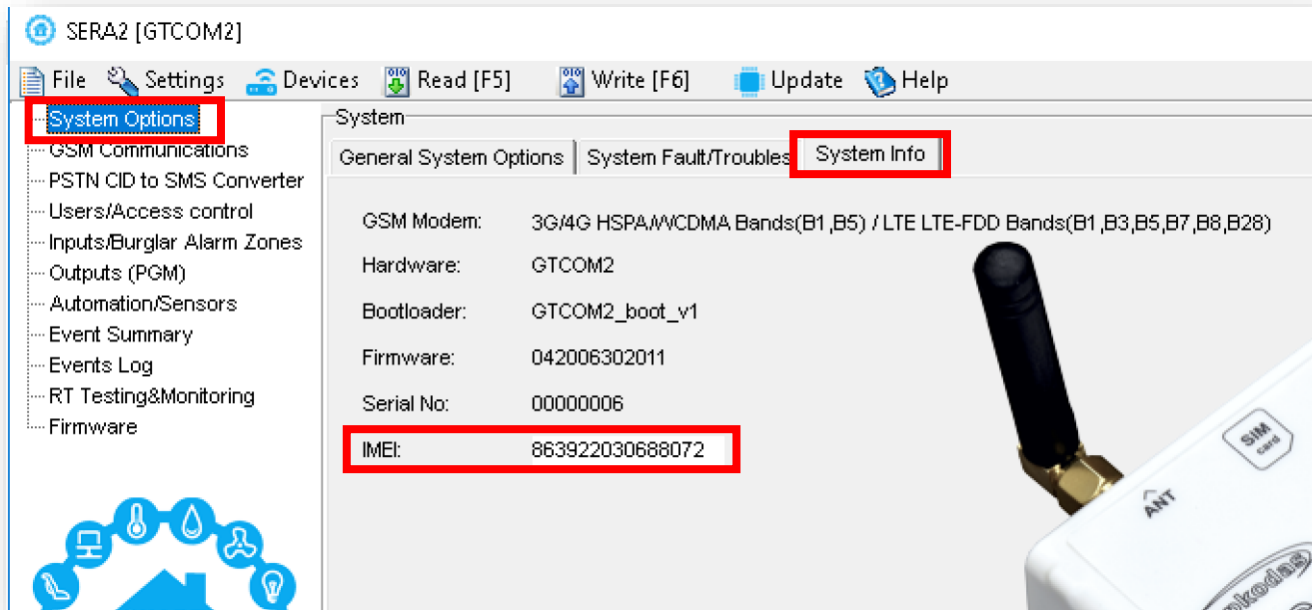 SERA2 [GTCOM2]
File Settings Devices Read [F5] Write [F6] Update Help
System Options
GSM Communications
PSTN CID to SMS Converter
Users/Access control
Inputs/Burglar Alarm Zones
Outputs (PGM)
Automation/Sensors
Event Summary
Events Log
RT Testing&Monitoring
Firmware
System
General System Options System Fault/Troubles System Info
GSM Modem: 3G/4G HSPA/WCDMA Bands(B1,B5) / LTE LTE-FDD Bands(B1,B3,B5,B7,B8,B28)
Hardware: GTCOM2
Bootloader: GTCOM2_boot_v1
Firmware: 042006302011
Serial No: 00000006
IMEI: 863922030688072
SIM
card
ANT